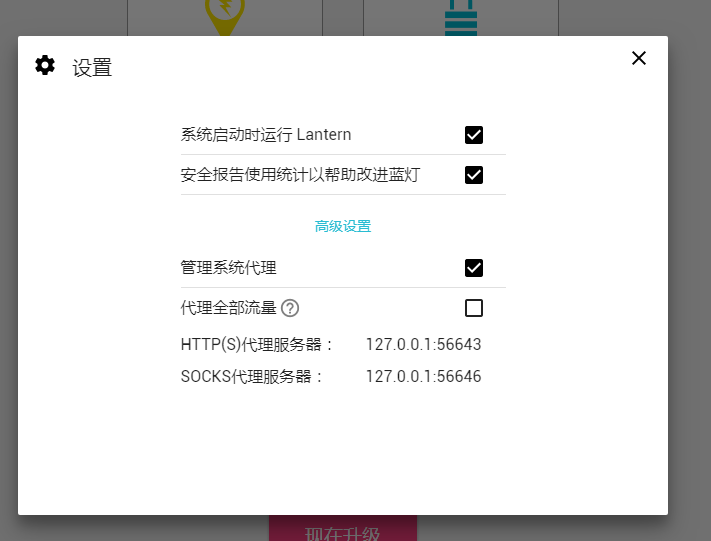 设置
系统启动时运行 Lantern
安全报告使用统计以帮助改进蓝灯
高级设置
管理系统代理
代理全部流量 ?
HTTP(S)代理服务器： 127.0.0.1:56643
SOCKS代理服务器： 127.0.0.1:56646
现在升级